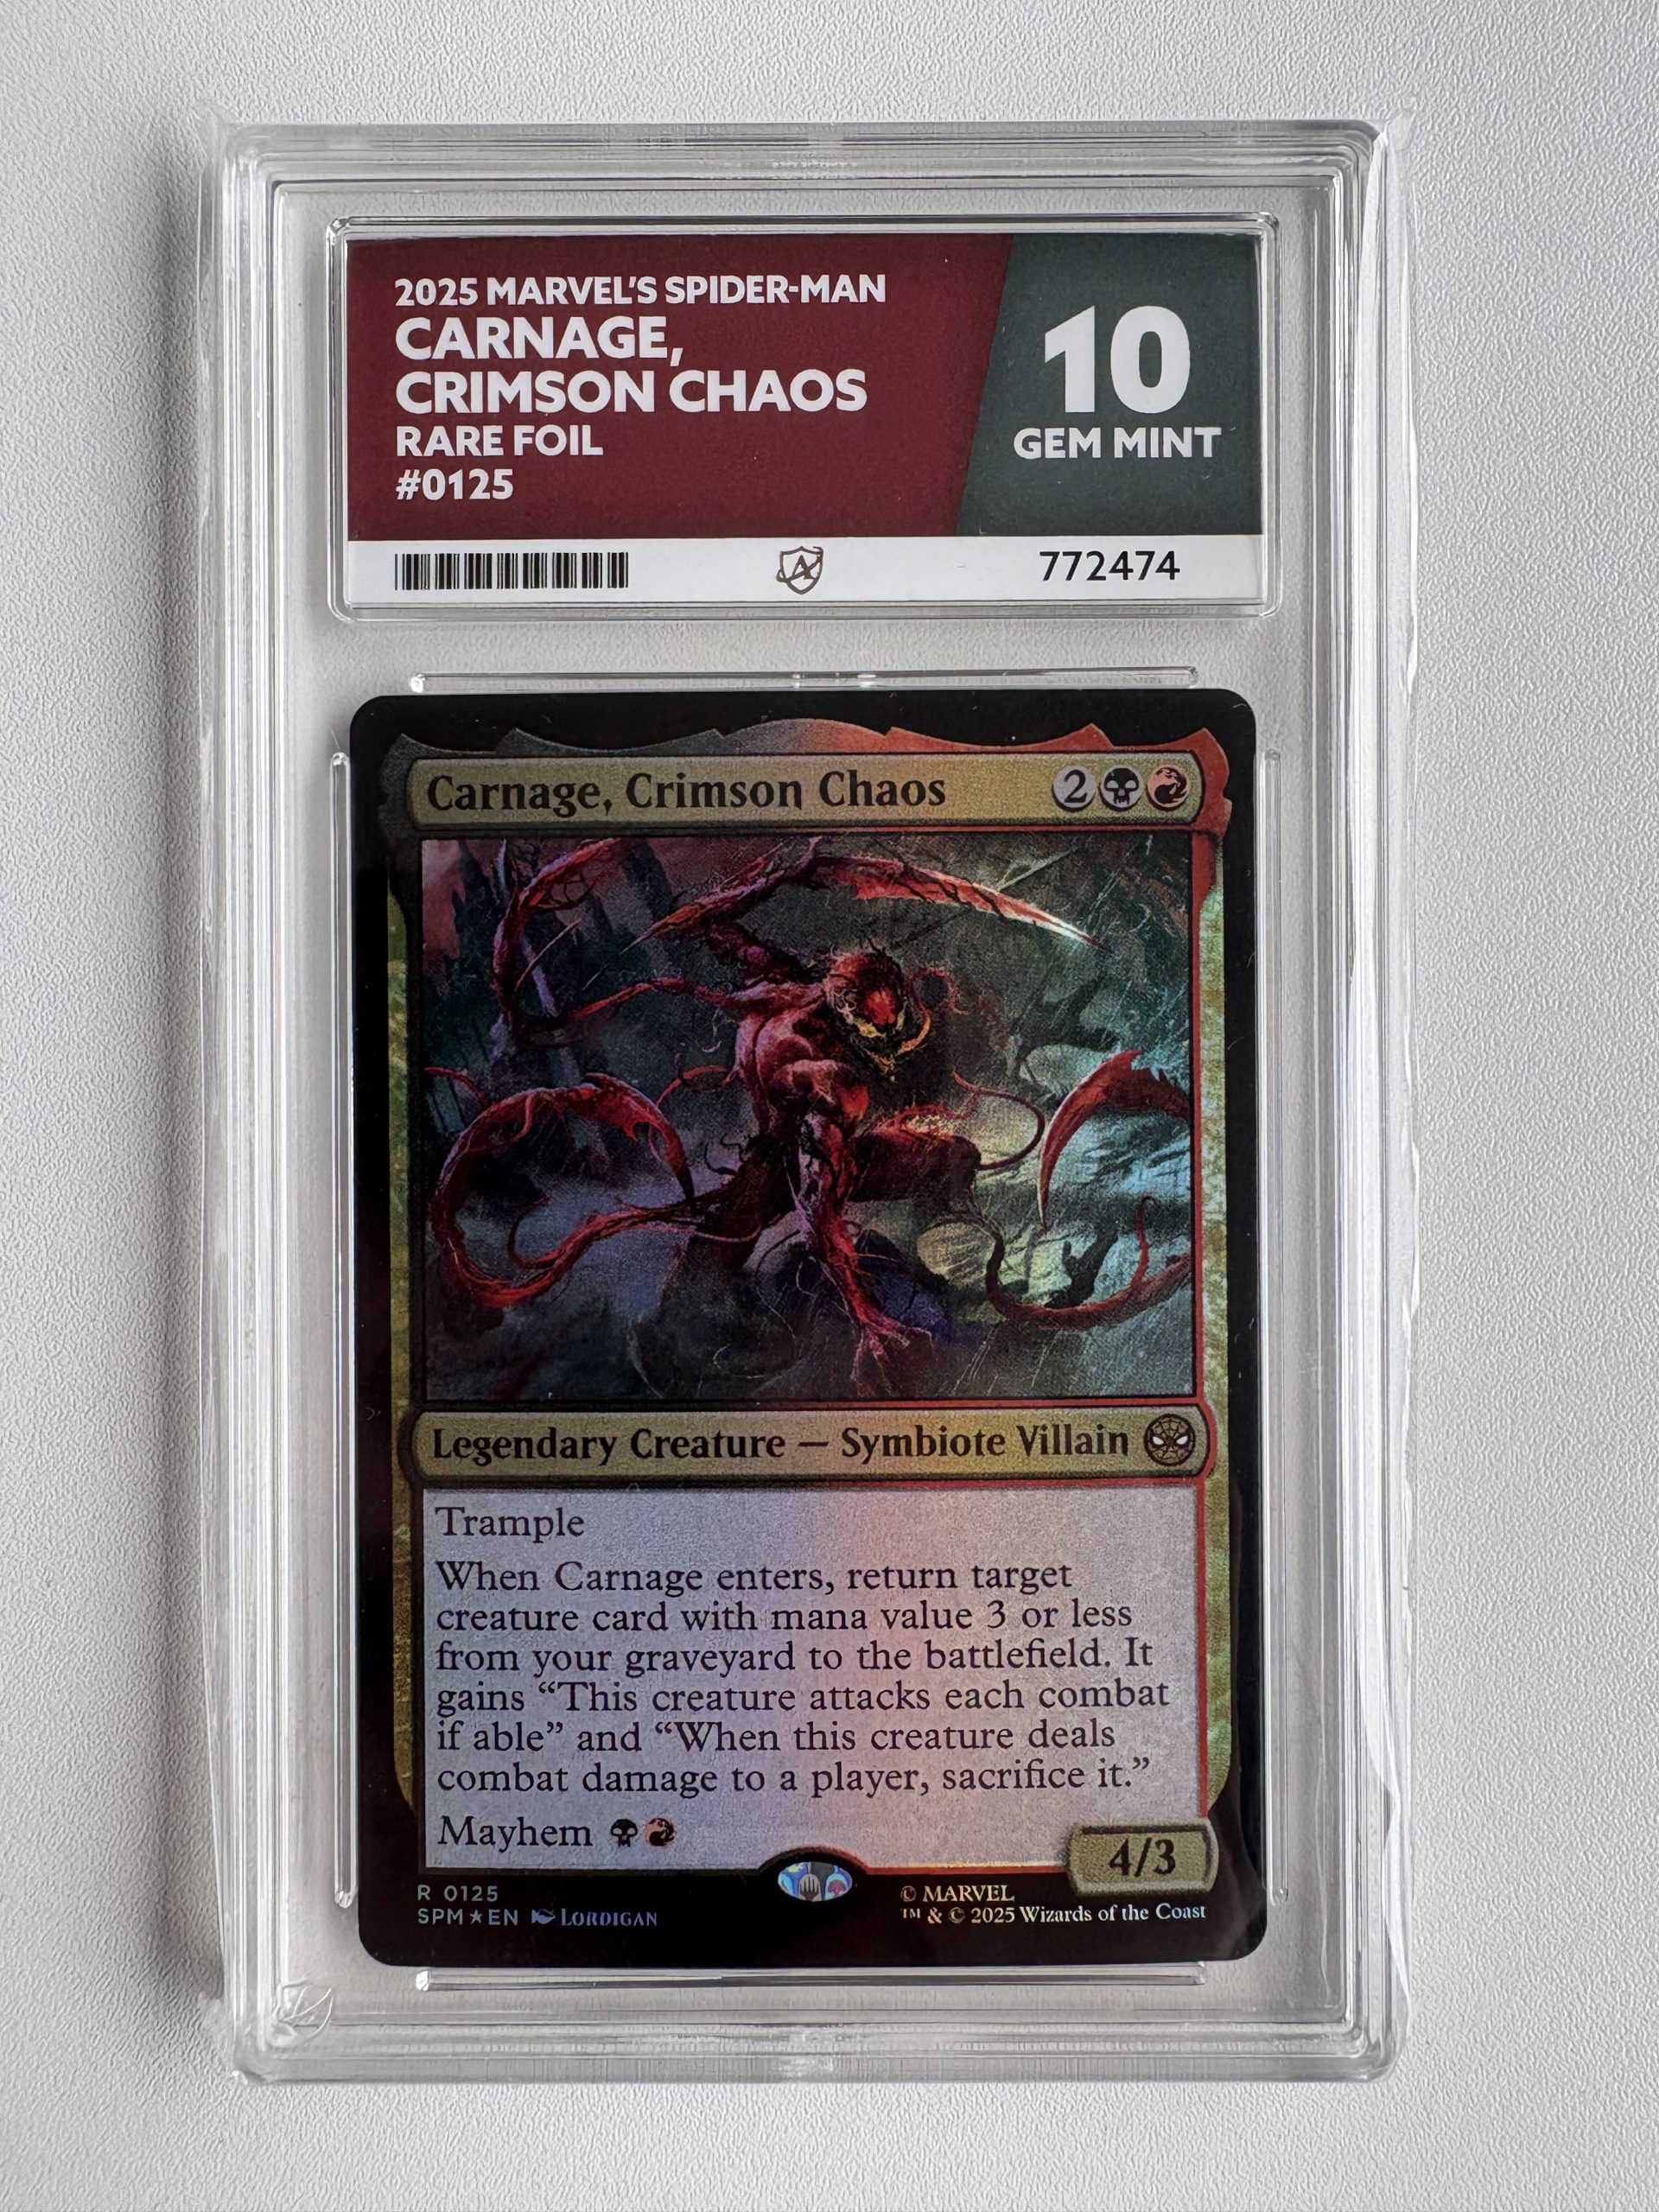 2025 MARVEL'S SPIDER-MAN
CARNAGE,
CRIMSON CHAOS
RARE FOIL
#0125
10
GEM MINT
772474
Carnage, Crimson Chaos 2
Legendary Creature — Symbiote Villain
Trample
When Carnage enters, return target
creature card with mana value 3 or less
from your graveyard to the battlefield. It
gains “This creature attacks each combat
if able” and “When this creature deals
combat damage to a player, sacrifice it.”
Mayhem
4/3
R 0125
SPM★EN LORDIGAN
© MARVEL
™ & © 2025 Wizards of the Coast